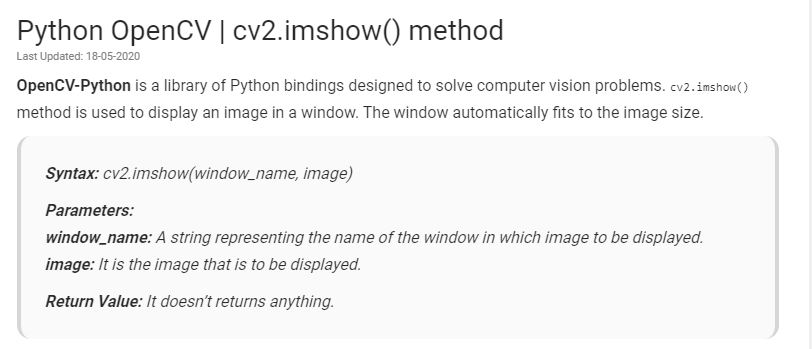 Python OpenCV | cv2.imshow() method
Last Updated: 18-05-2020
OpenCV-Python is a library of Python bindings designed to solve computer vision problems. cv2.imshow()
method is used to display an image in a window. The window automatically fits to the image size.
Syntax: cv2.imshow(window_name, image)
Parameters:
window_name: A string representing the name of the window in which image to be displayed.
image: It is the image that is to be displayed.
Return Value: It doesn't returns anything.